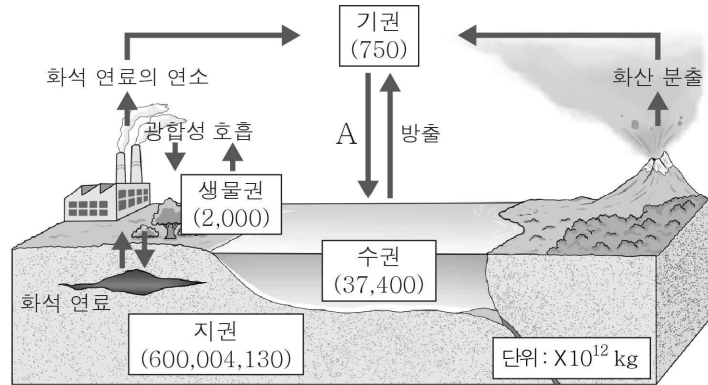 기권
(750)
화석 연료의 연소
화산 분출
광합성 호흡
A
방출
생물권
(2,000)
수권
(37,400)
화석 연료
지권
(600,004,130)
단위 : X10¹² kg